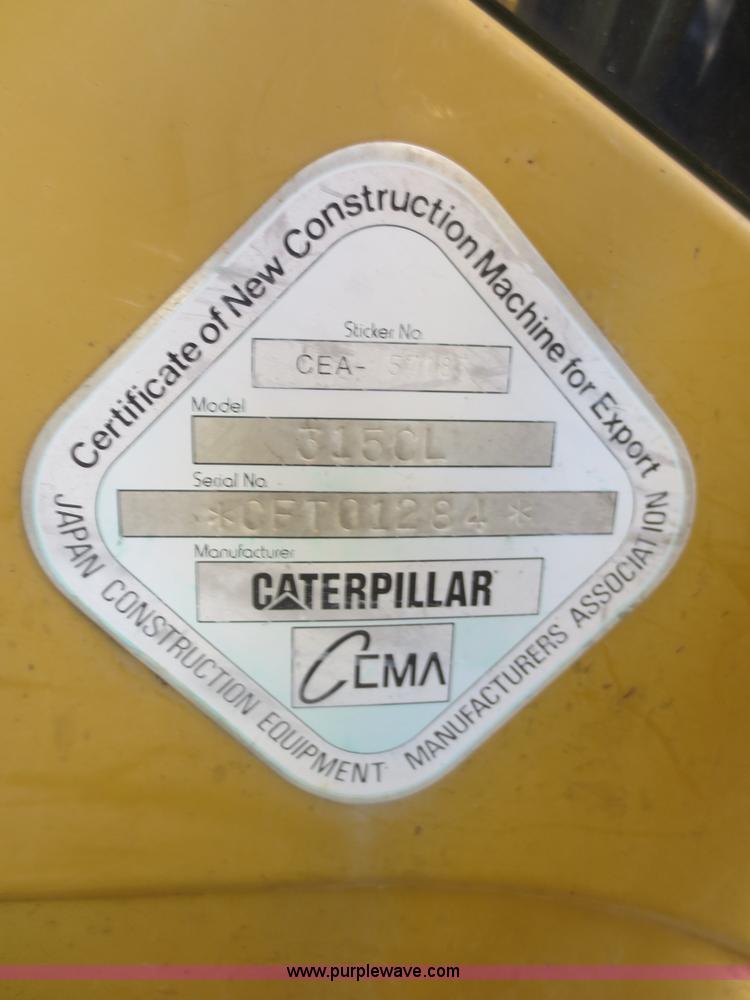 Certificate of New Construction Machine for Export
Sticker No.
CEA-
Model
315CL
Serial No.
*CFT01284*
Manufacturer
CATERPILLAR
CEMA
JAPAN CONSTRUCTION EQUIPMENT MANUFACTURERS ASSOCIATION
www.purplewave.com